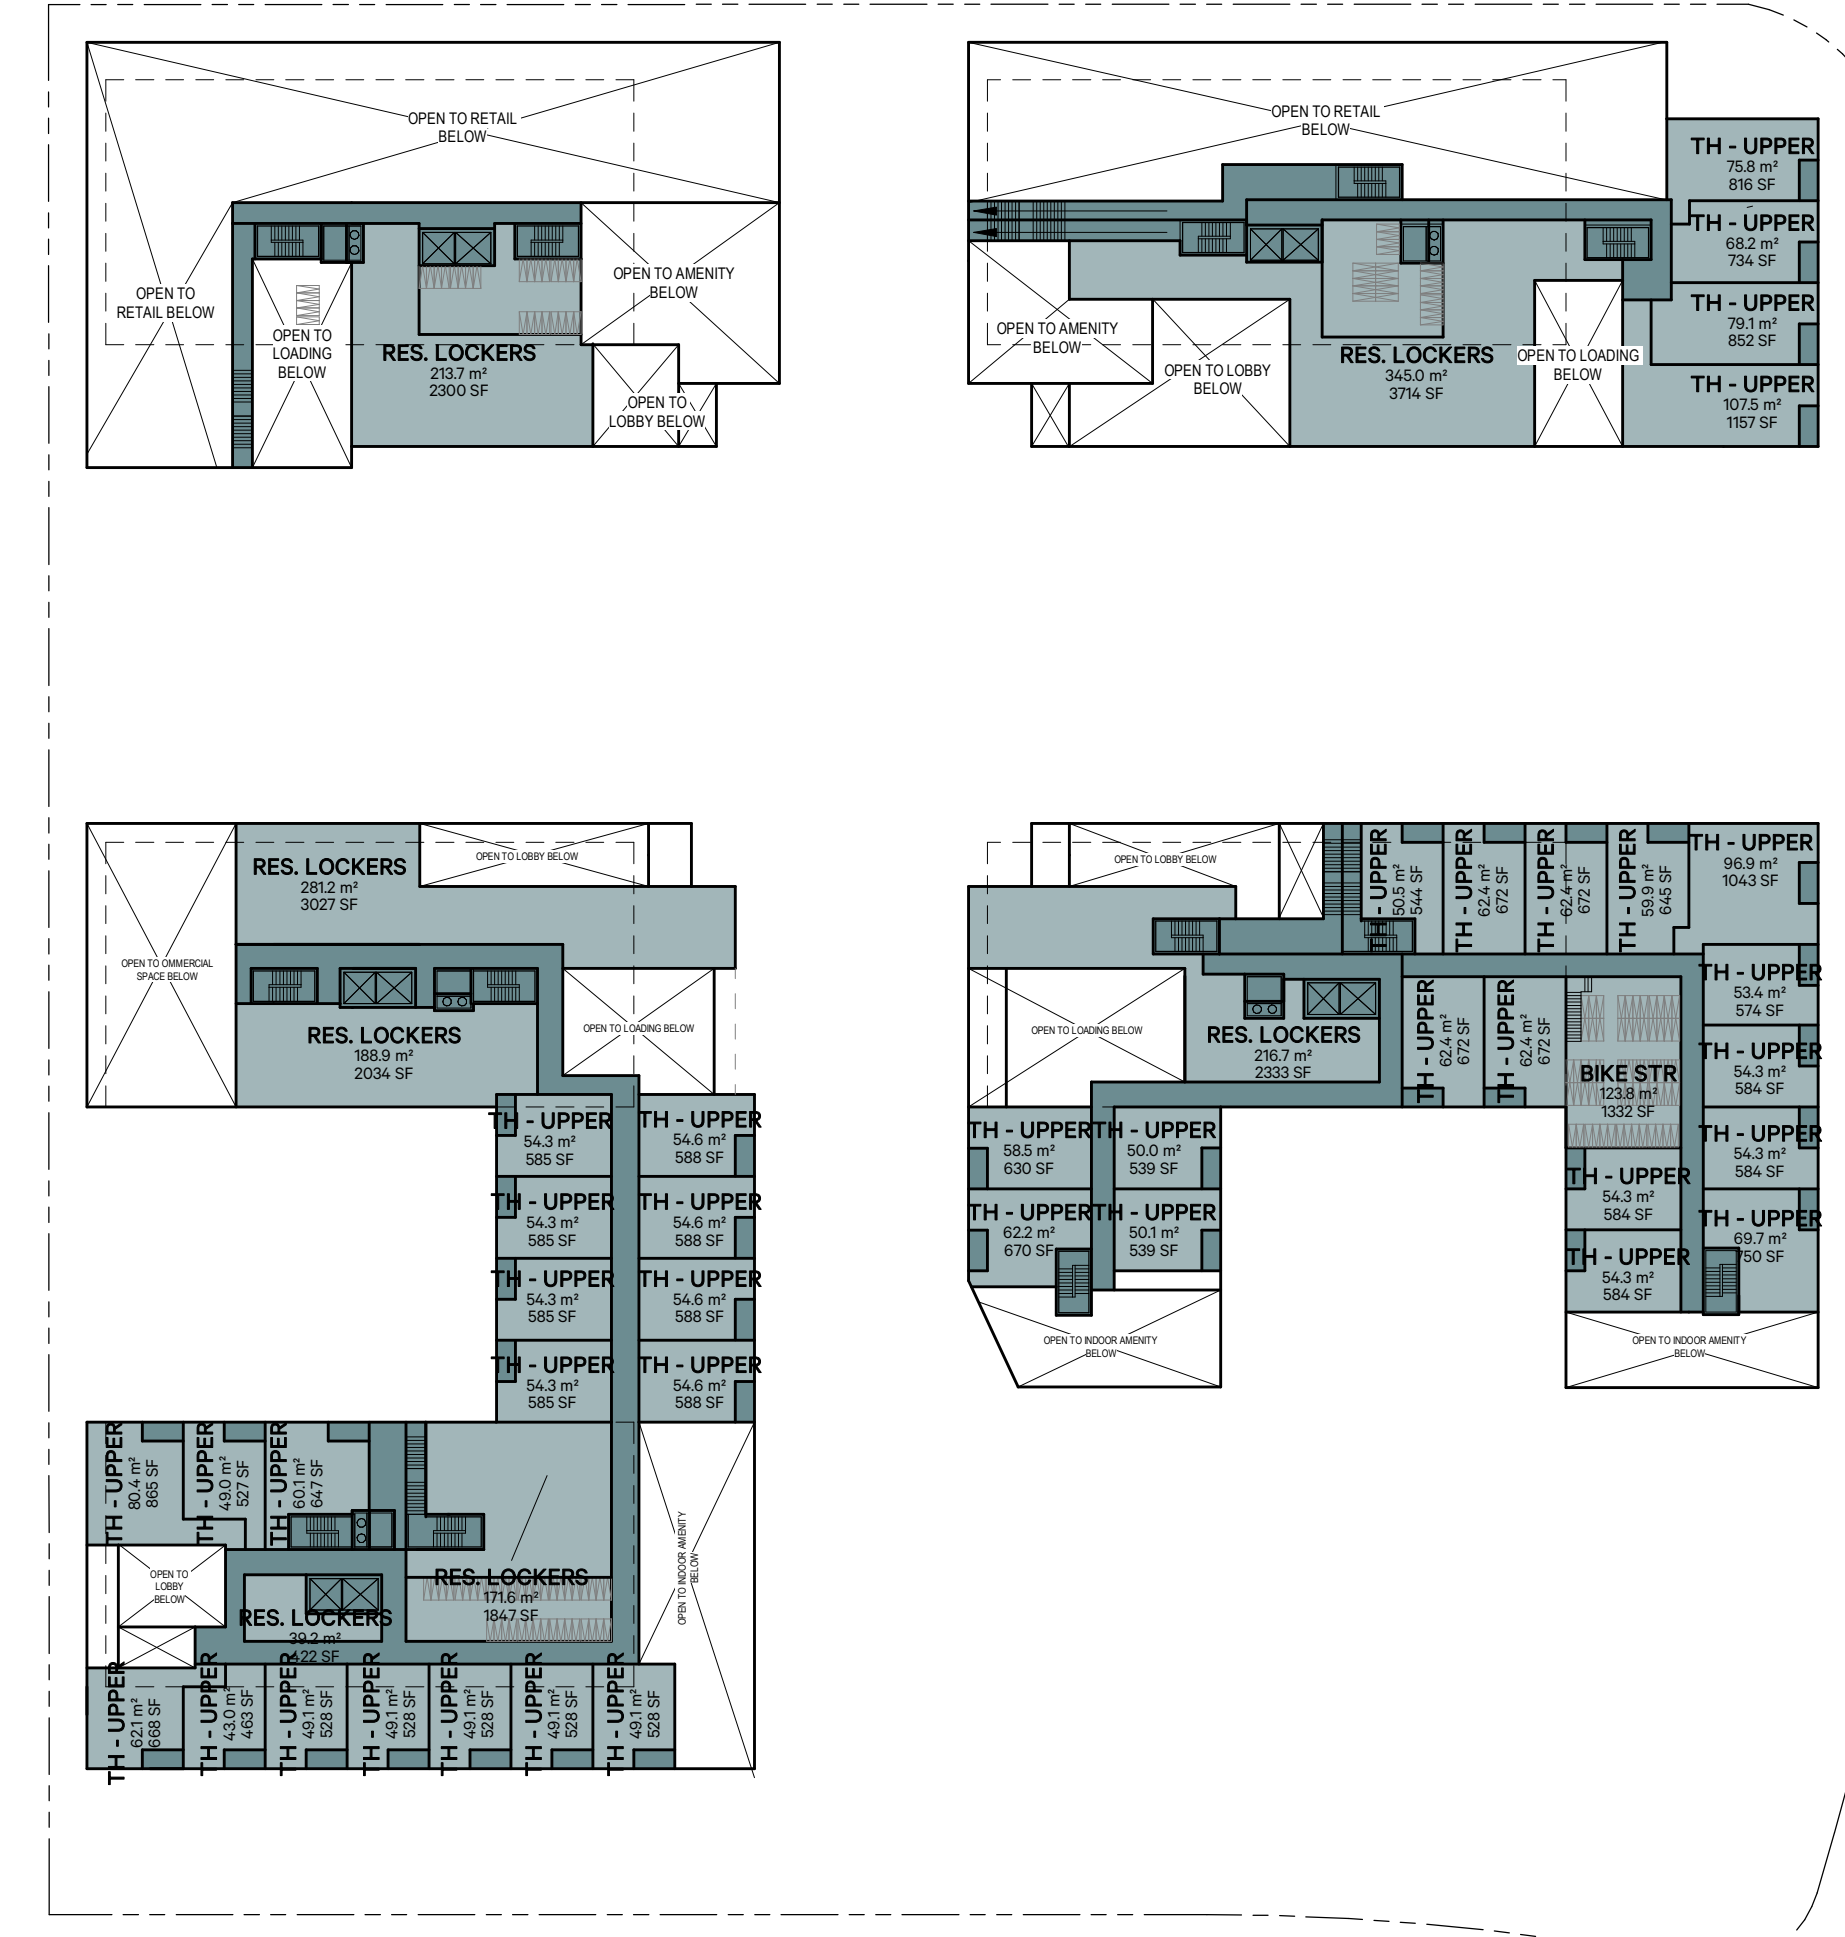 OPEN TO RETAIL
BELOW
OPEN TO
RETAIL BELOW
OPEN TO
LOADING
BELOW
RES. LOCKERS
213.7 m²
2300 SF
OPEN TO AMENITY
BELOW
OPEN TO
LOBBY BELOW
OPEN TO RETAIL
BELOW
OPEN TO AMENITY
BELOW
OPEN TO LOBBY
BELOW
RES. LOCKERS
345.0 m²
3714 SF
OPEN TO LOADING
BELOW
TH - UPPER
75.8 m²
816 SF
TH - UPPER
68.2 m²
734 SF
TH - UPPER
79.1 m²
852 SF
TH - UPPER
107.5 m²
1157 SF
RES. LOCKERS
281.2 m²
3027 SF
OPEN TO LOBBY BELOW
OPEN TO OMMERCIAL
SPACE BELOW
RES. LOCKERS
188.9 m²
2034 SF
OPEN TO LOADING BELOW
TH - UPPER
54.3 m²
585 SF
TH - UPPER
54.6 m²
588 SF
TH - UPPER
54.3 m²
585 SF
TH - UPPER
54.6 m²
588 SF
TH - UPPER
54.3 m²
585 SF
TH - UPPER
54.6 m²
588 SF
TH - UPPER
54.3 m²
585 SF
TH - UPPER
54.6 m²
588 SF
TH - UPPER
80.4 m²
865 SF
TH - UPPER
49.0 m²
527 SF
TH - UPPER
60.1 m²
647 SF
OPEN TO
LOBBY
BELOW
RES. LOCKERS
39.2 m²
422 SF
RES. LOCKERS
171.6 m²
1847 SF
OPEN TO INDOOR AMENITY
BELOW
TH - UPPER
62.1 m²
668 SF
TH - UPPER
43.0 m²
463 SF
TH - UPPER
49.1 m²
528 SF
TH - UPPER
49.1 m²
528 SF
TH - UPPER
49.1 m²
528 SF
TH - UPPER
49.1 m²
528 SF
TH - UPPER
49.1 m²
528 SF
OPEN TO LOBBY BELOW
TH - UPPER
50.5 m²
544 SF
TH - UPPER
62.4 m²
672 SF
TH - UPPER
62.4 m²
672 SF
TH - UPPER
59.9 m²
645 SF
TH - UPPER
96.9 m²
1043 SF
OPEN TO LOADING BELOW
RES. LOCKERS
216.7 m²
2333 SF
TH - UPPER
62.4 m²
672 SF
TH - UPPER
62.4 m²
672 SF
BIKE STR
123.8 m²
1332 SF
TH - UPPER
53.4 m²
574 SF
TH - UPPER
54.3 m²
584 SF
TH - UPPER
54.3 m²
584 SF
TH - UPPER
69.7 m²
750 SF
TH - UPPER
54.3 m²
584 SF
TH - UPPER
54.3 m²
584 SF
TH - UPPER
58.5 m²
630 SF
TH - UPPER
50.0 m²
539 SF
TH - UPPER
62.2 m²
670 SF
TH - UPPER
50.1 m²
539 SF
OPEN TO INDOOR AMENITY
BELOW
OPEN TO INDOOR AMENITY
BELOW